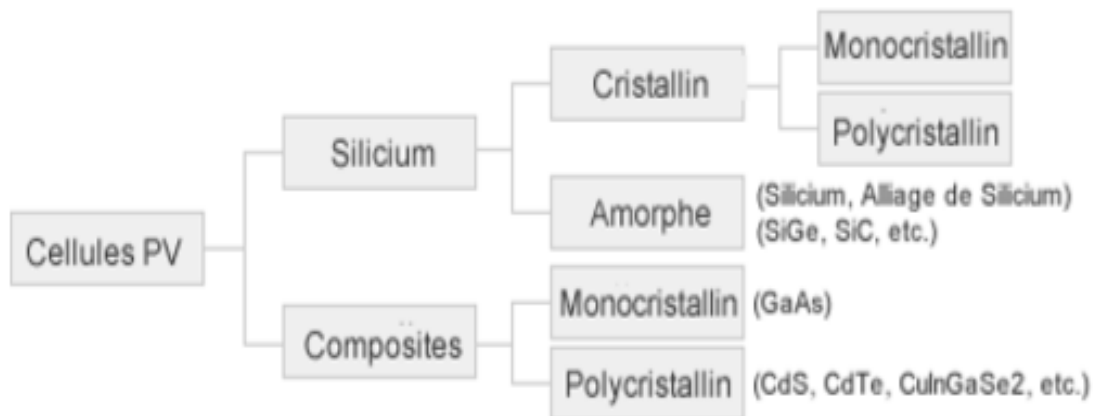 Cellules PV
Silicium
Cristallin
Monocristallin
Polycristallin
Amorphe
(Silicium, Alliage de Silicium)
(SiGe, SiC, etc.)
Composites
Monocristallin (GaAs)
Polycristallin (CdS, CdTe, CuInGaSe2, etc.)